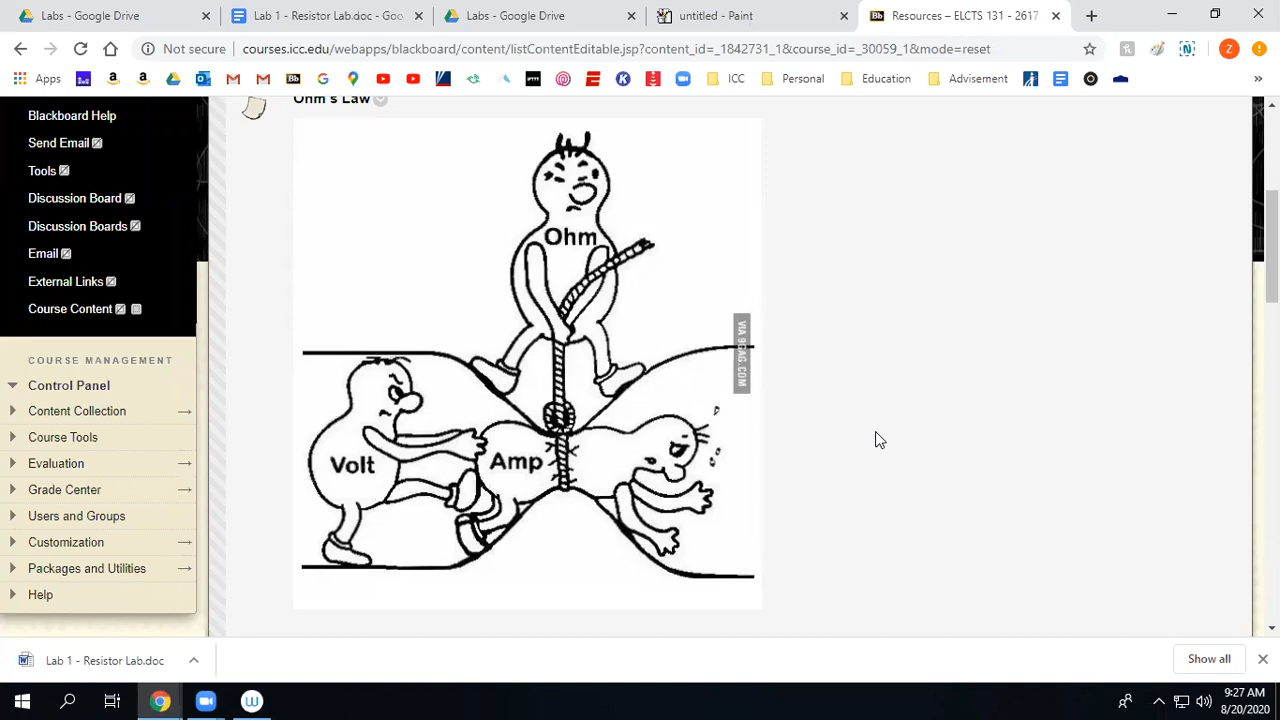 Labs - Google Drive
Lab 1 - Resistor Lab.doc - Goo
Labs - Google Drive
untitled - Paint
Bb Resources – ELCTS 131 - 2617
Not secure courses.icc.edu/webapps/blackboard/content/listContentEditable.jsp?content_id=_1842731_1&course_id=_30059_1&mode=reset
Z
Apps
Bb
ICC
Personal
Education
Advisement
Blackboard Help
Send Email
Tools
Discussion Board
Discussion Boards
Email
External Links
Course Content
COURSE MANAGEMENT
Control Panel
Content Collection
Course Tools
Evaluation
Grade Center
Users and Groups
Customization
Packages and Utilities
Help
Ohm's Law
Ohm
VIA 9GAG.COM
Volt
Amp
Lab 1 - Resistor Lab.doc
Show all
9:27 AM
8/20/2020